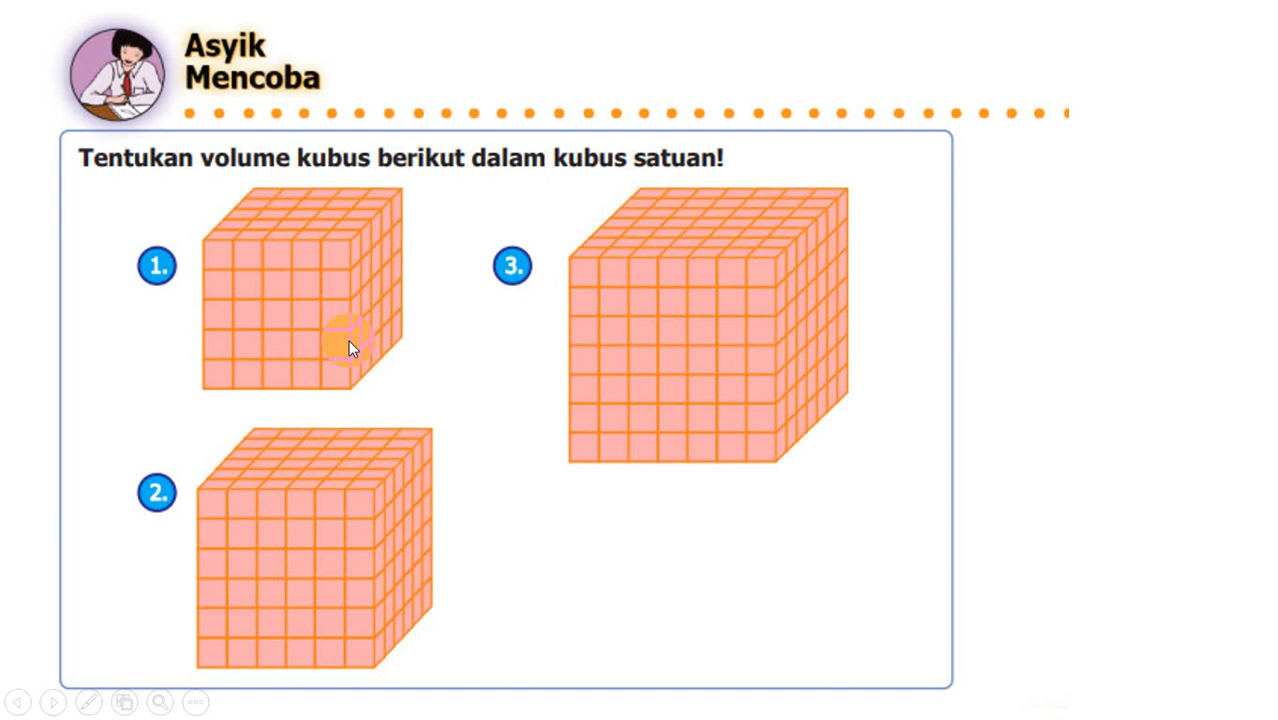 Asyik
Mencoba
Tentukan volume kubus berikut dalam kubus satuan!
1.
3.
2.